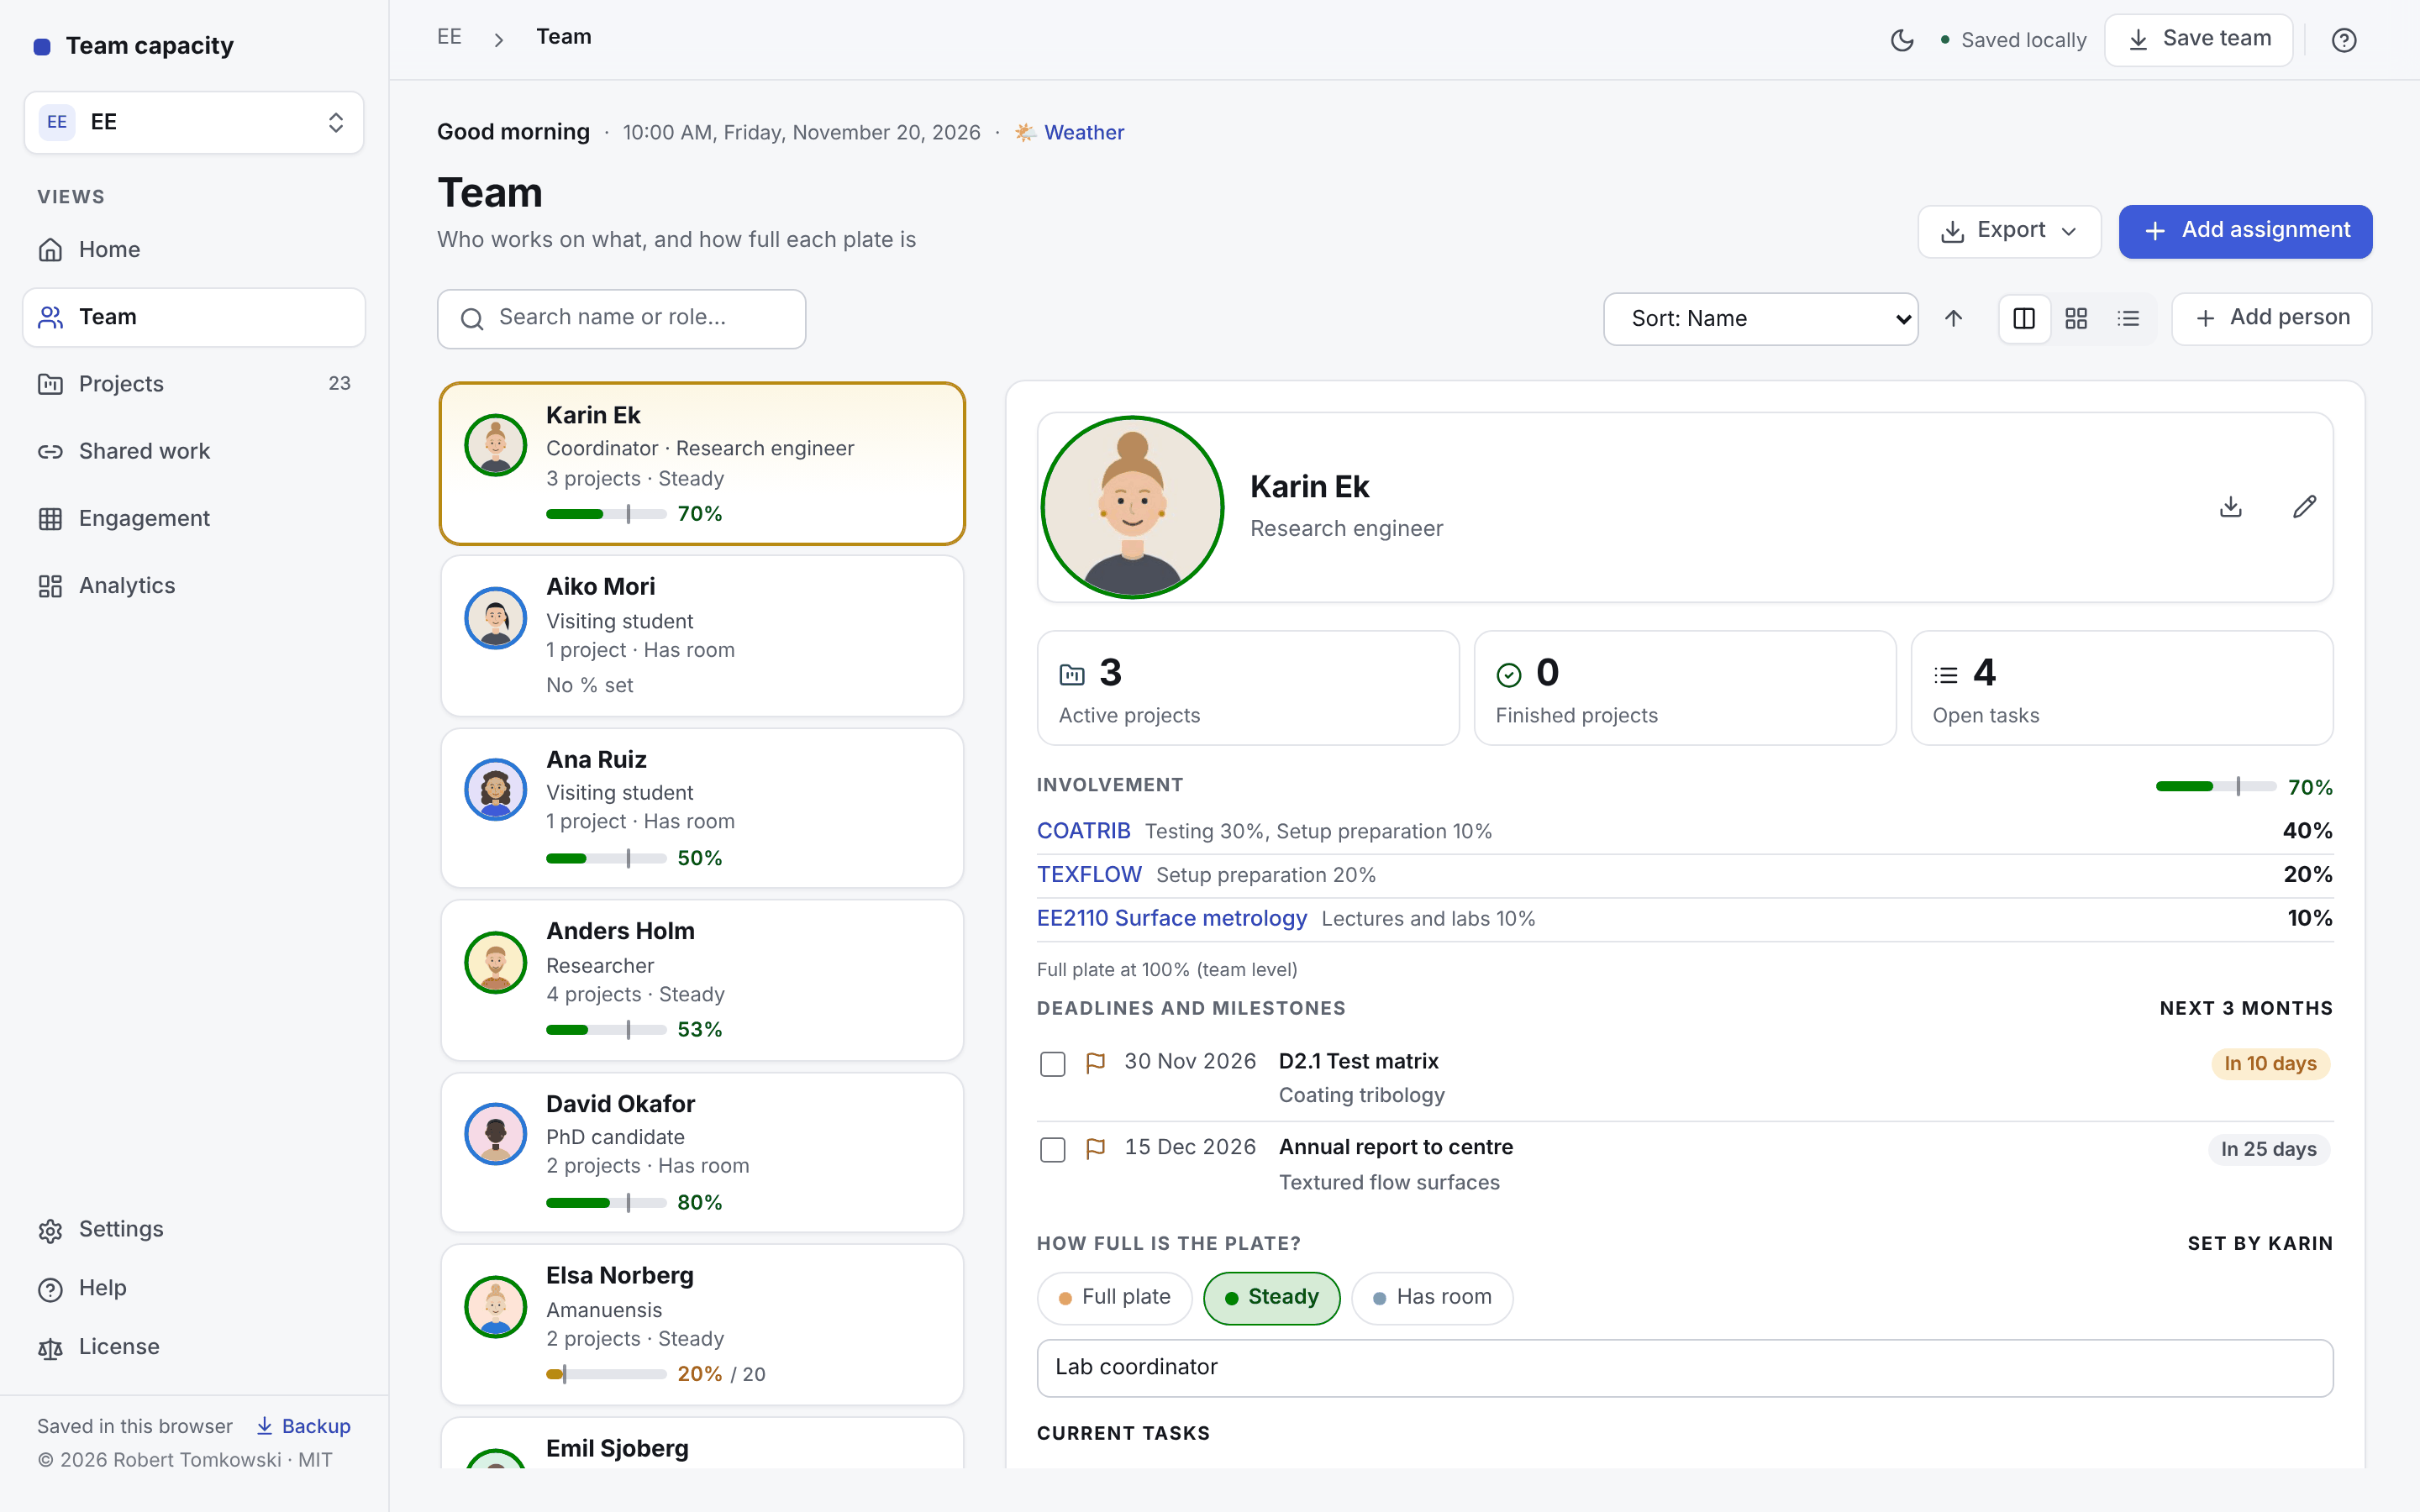 Team capacity
EE EE
VIEWS
Home
Team
Projects 23
Shared work
Engagement
Analytics
Settings
Help
License
Saved in this browser Backup
© 2026 Robert Tomkowski · MIT
EE Team
Saved locally
Save team
Good morning · 10:00 AM, Friday, November 20, 2026 · Weather
Team
Who works on what, and how full each plate is
Export
Add assignment
Search name or role...
Sort: Name
Add person
Karin Ek
Coordinator · Research engineer
3 projects · Steady
70%
Aiko Mori
Visiting student
1 project · Has room
No % set
Ana Ruiz
Visiting student
1 project · Has room
50%
Anders Holm
Researcher
4 projects · Steady
53%
David Okafor
PhD candidate
2 projects · Has room
80%
Elsa Norberg
Amanuensis
2 projects · Steady
20% / 20
Emil Sjoberg
Karin Ek
Research engineer
3
Active projects
0
Finished projects
4
Open tasks
INVOLVEMENT 70%
COATRIB Testing 30%, Setup preparation 10% 40%
TEXFLOW Setup preparation 20% 20%
EE2110 Surface metrology Lectures and labs 10% 10%
Full plate at 100% (team level)
DEADLINES AND MILESTONES NEXT 3 MONTHS
30 Nov 2026 D2.1 Test matrix In 10 days
Coating tribology
15 Dec 2026 Annual report to centre In 25 days
Textured flow surfaces
HOW FULL IS THE PLATE? SET BY KARIN
Full plate Steady Has room
Lab coordinator
CURRENT TASKS